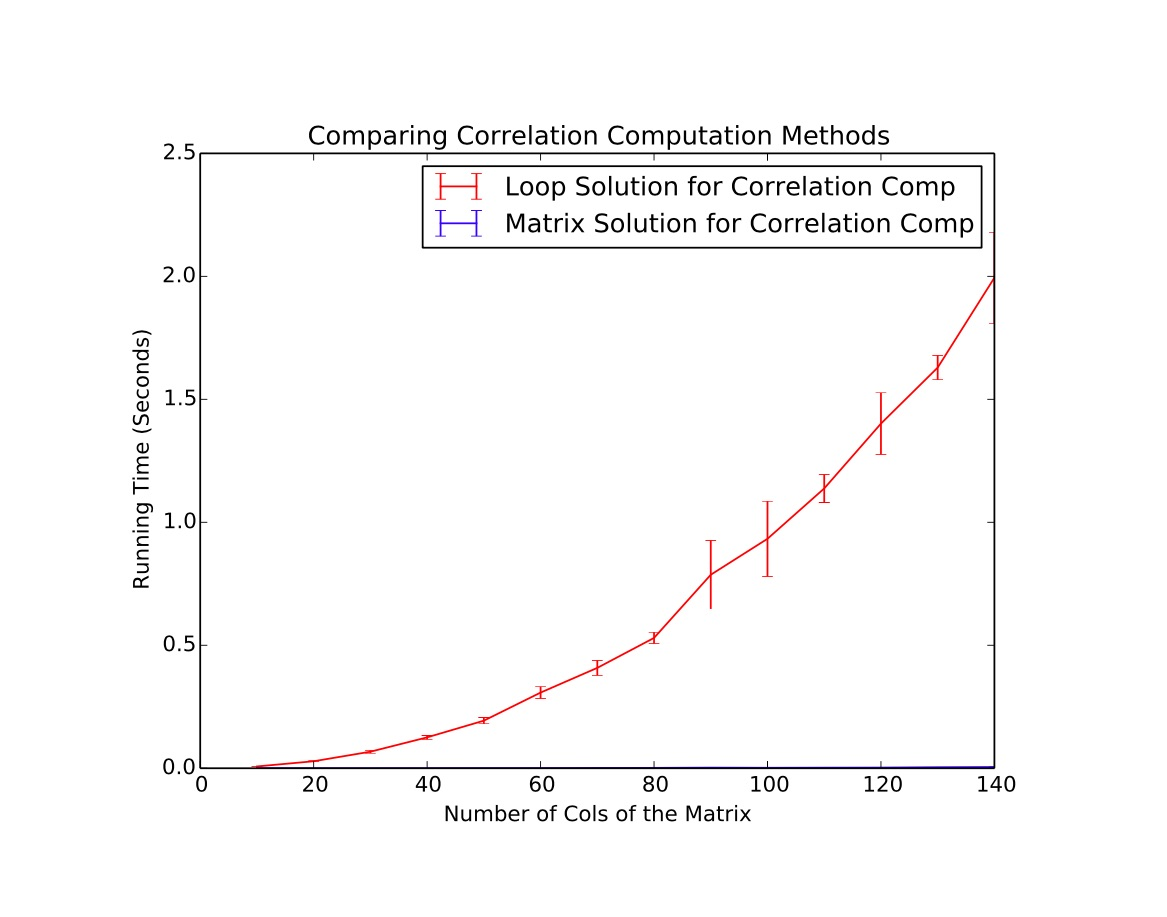 Comparing Correlation Computation Methods
2.5
Loop Solution for Correlation Comp
Matrix Solution for Correlation Comp
2.0
1.5
1.0
0.5
0.0
Running Time (Seconds)
0 20 40 60 80 100 120 140
Number of Cols of the Matrix